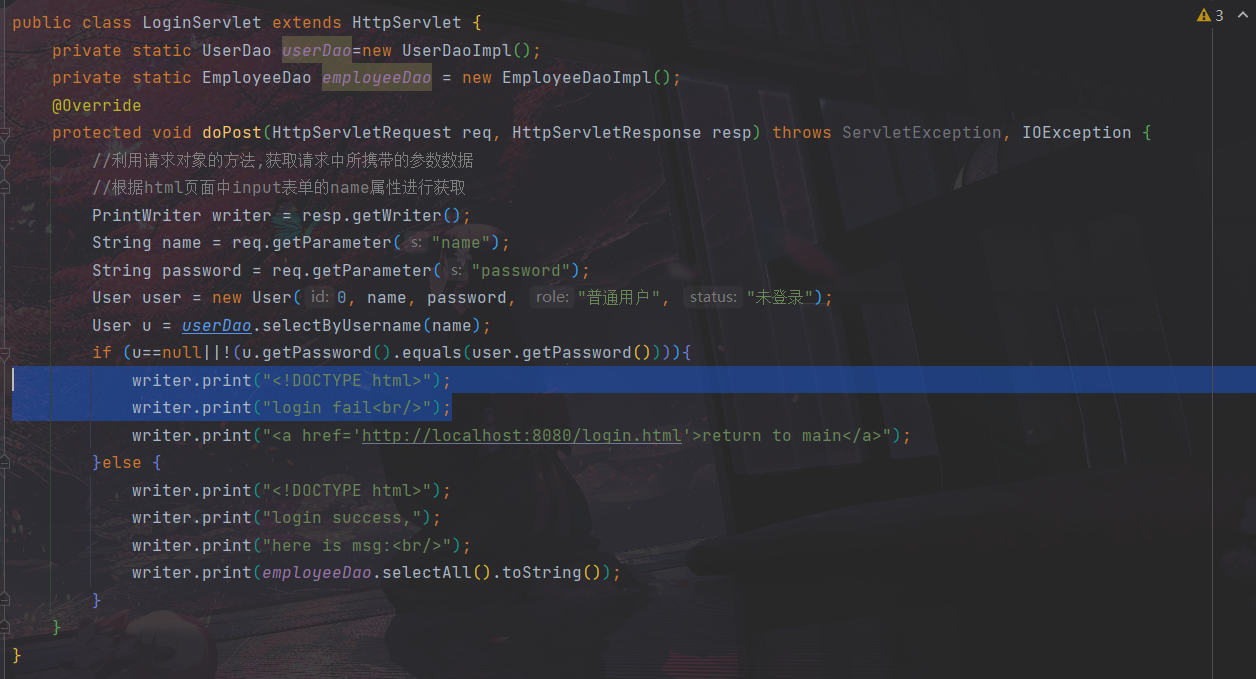 public class LoginServlet extends HttpServlet {
3
private static UserDao userDao=new UserDaoImpl();
private static EmployeeDao employeeDao = new EmployeeDaoImpl();
@Override
protected void doPost(HttpServletRequest req, HttpServletResponse resp) throws ServletException, IOException {
//利用请求对象的方法,获取请求中所携带的参数数据
//根据html页面中input表单的name属性进行获取
PrintWriter writer = resp.getWriter();
String name = req.getParameter( s: "name");
String password = req.getParameter( s: "password");
User user = new User( id: 0, name, password, role: "普通用户", status: "未登录");
User u = userDao.selectByUsername(name);
if (u==null||!(u.getPassword().equals(user.getPassword()))){
writer.print("<!DOCTYPE html>");
writer.print("login fail<br/>");
writer.print("<a href='http://localhost:8080/login.html'>return to main</a>");
}else {
writer.print("<!DOCTYPE html>");
writer.print("login success,");
writer.print("here is msg:<br/>");
writer.print(employeeDao.selectAll().toString());
}
}
}